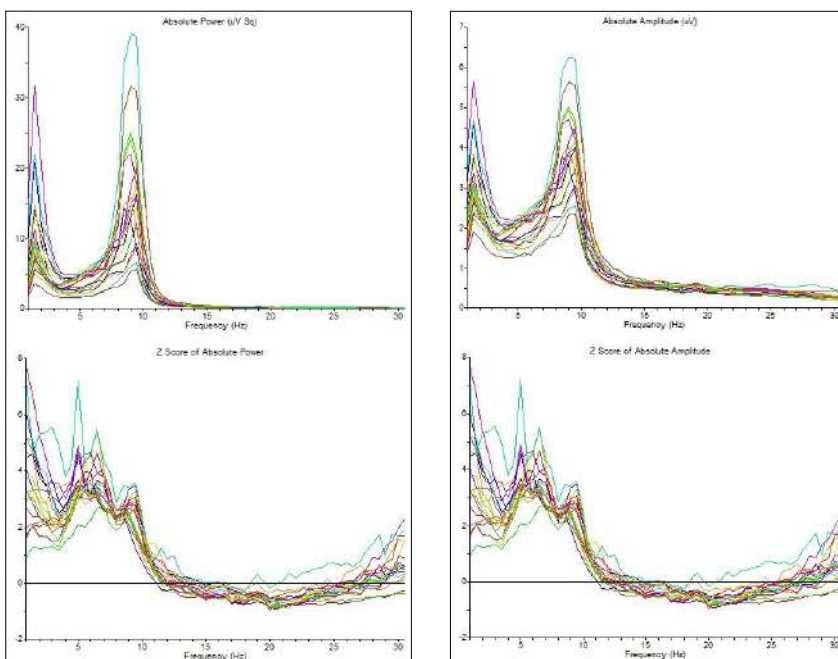 Absolute Power (uV Sq)
40
30
20
10
0
5 10 15 20 25 30
Frequency (Hz)
Absolute Amplitude (uV)
7
6
5
4
3
2
1
0
5 10 15 20 25 30
Frequency (Hz)
Z Score of Absolute Power
8
6
4
2
0
-2
5 10 15 20 25 30
Frequency (Hz)
Z Score of Absolute Amplitude
8
6
4
2
0
-2
5 10 15 20 25 30
Frequency (Hz)